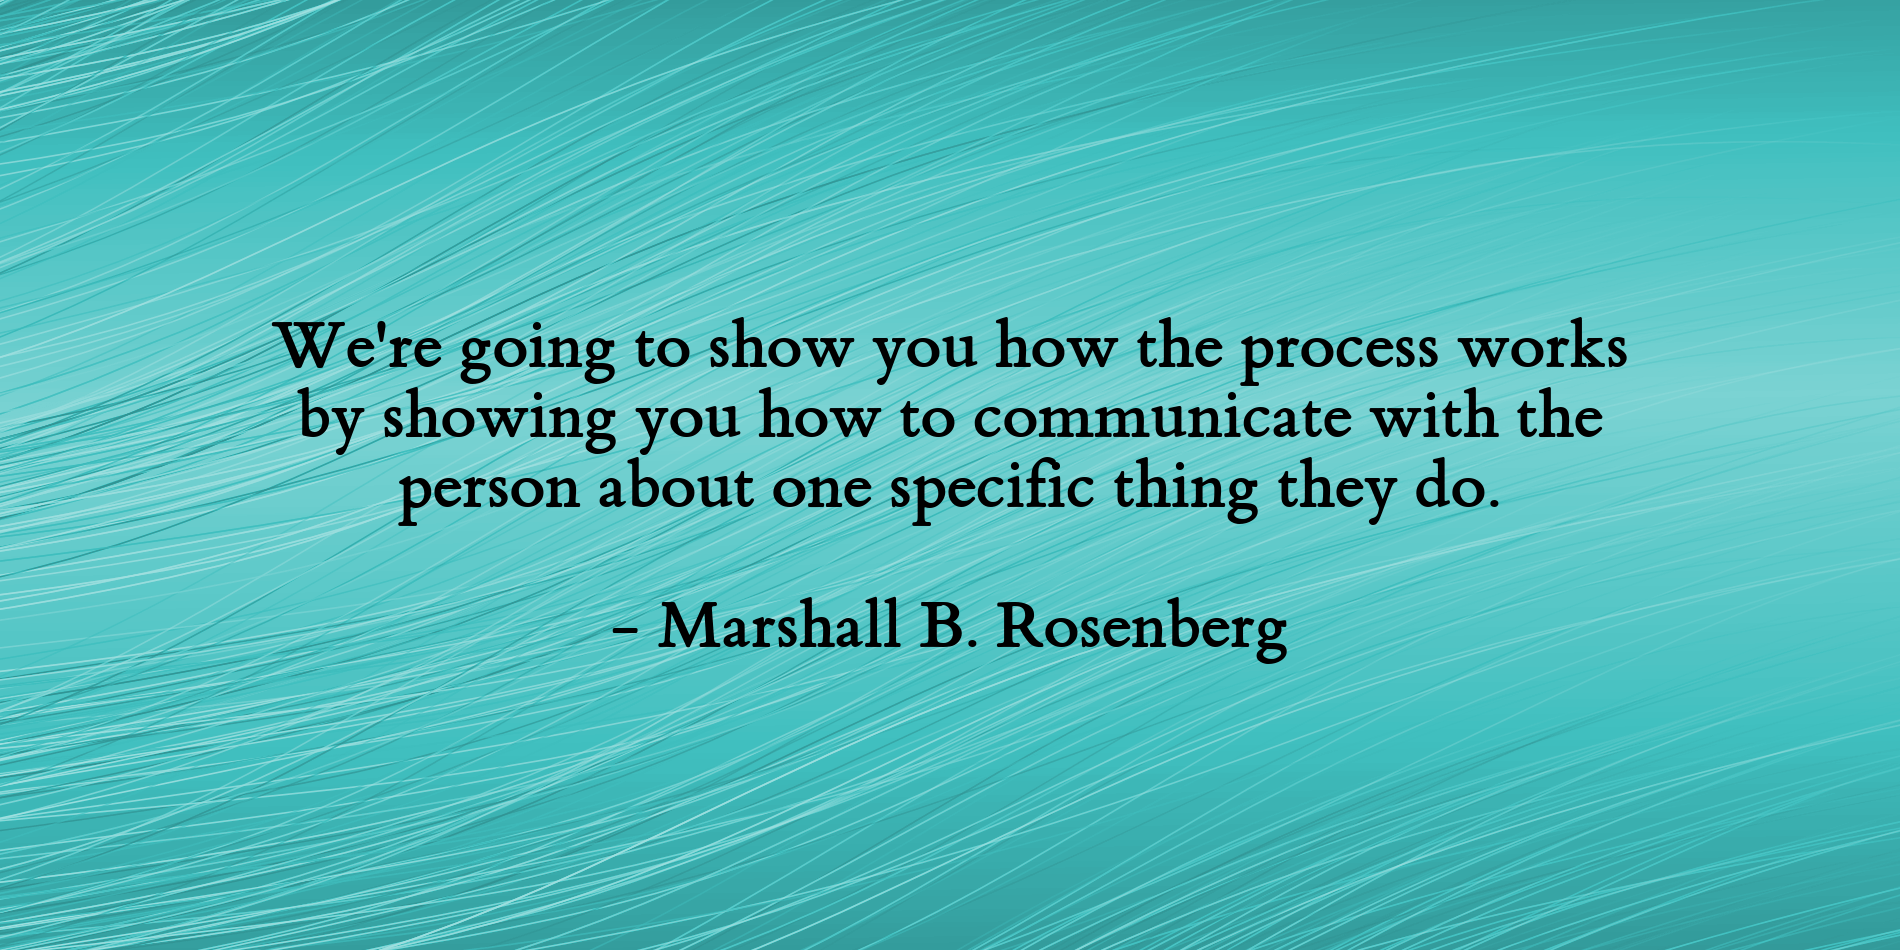 We're going to show you how the process works
by showing you how to communicate with the
person about one specific thing they do.
- Marshall B. Rosenberg